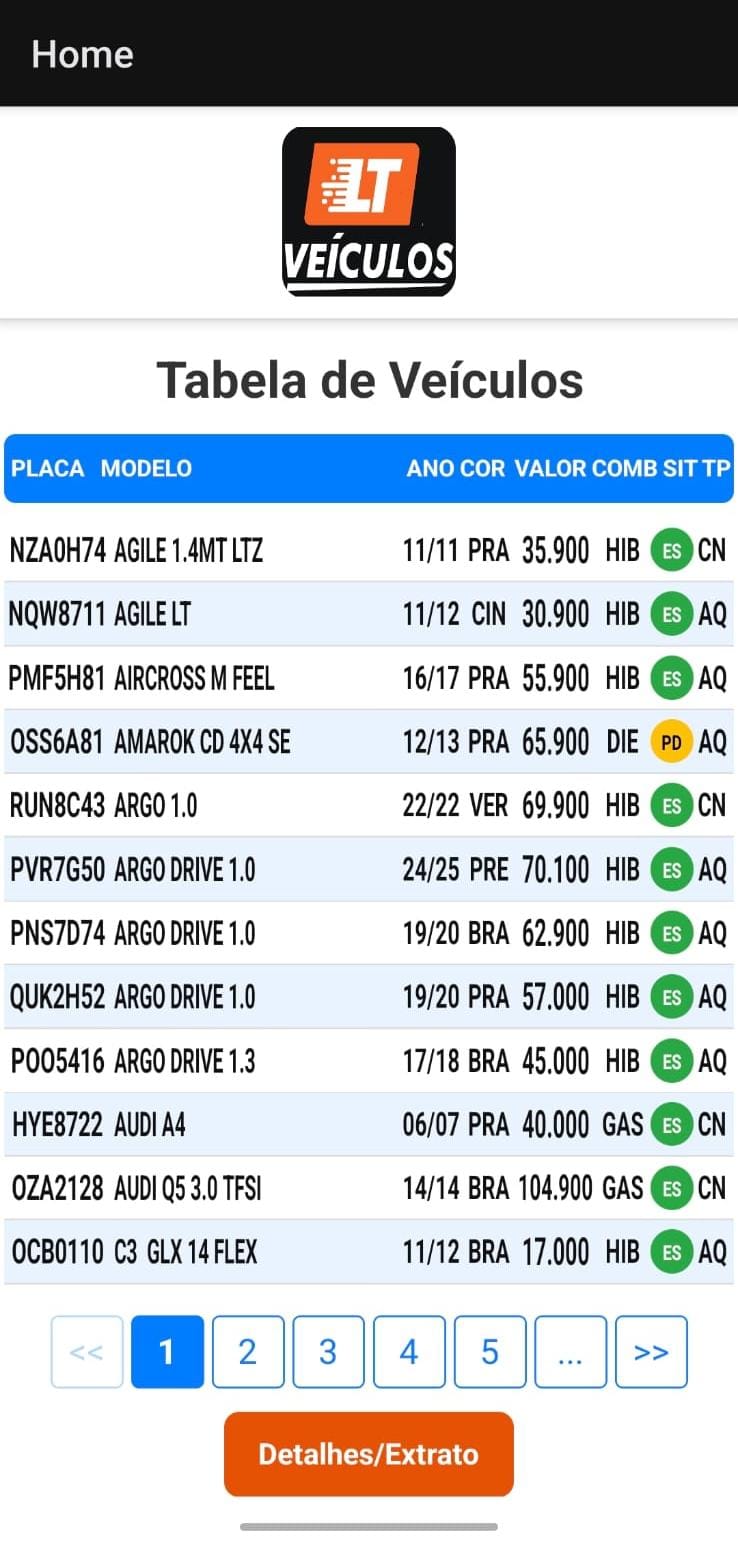 Home
LT
VEÍCULOS
Tabela de Veículos
PLACA MODELO ANO COR VALOR COMB SIT TP
NZA0H74 AGILE 1.4MT LTZ 11/11 PRA 35.900 HIB ES CN
NQW8711 AGILE LT 11/12 CIN 30.900 HIB ES AQ
PMF5H81 AIRCROSS M FEEL 16/17 PRA 55.900 HIB ES AQ
OSS6A81 AMAROK CD 4X4 SE 12/13 PRA 65.900 DIE PD AQ
RUN8C43 ARGO 1.0 22/22 VER 69.900 HIB ES CN
PVR7G50 ARGO DRIVE 1.0 24/25 PRE 70.100 HIB ES AQ
PNS7D74 ARGO DRIVE 1.0 19/20 BRA 62.900 HIB ES AQ
QUK2H52 ARGO DRIVE 1.0 19/20 PRA 57.000 HIB ES AQ
POO5416 ARGO DRIVE 1.3 17/18 BRA 45.000 HIB ES AQ
HYE8722 AUDI A4 06/07 PRA 40.000 GAS ES CN
OZA2128 AUDI Q5 3.0 TFSI 14/14 BRA 104.900 GAS ES CN
OCB0110 C3 GLX 14 FLEX 11/12 BRA 17.000 HIB ES AQ
<< 1 2 3 4 5 ... >>
Detalhes/Extrato